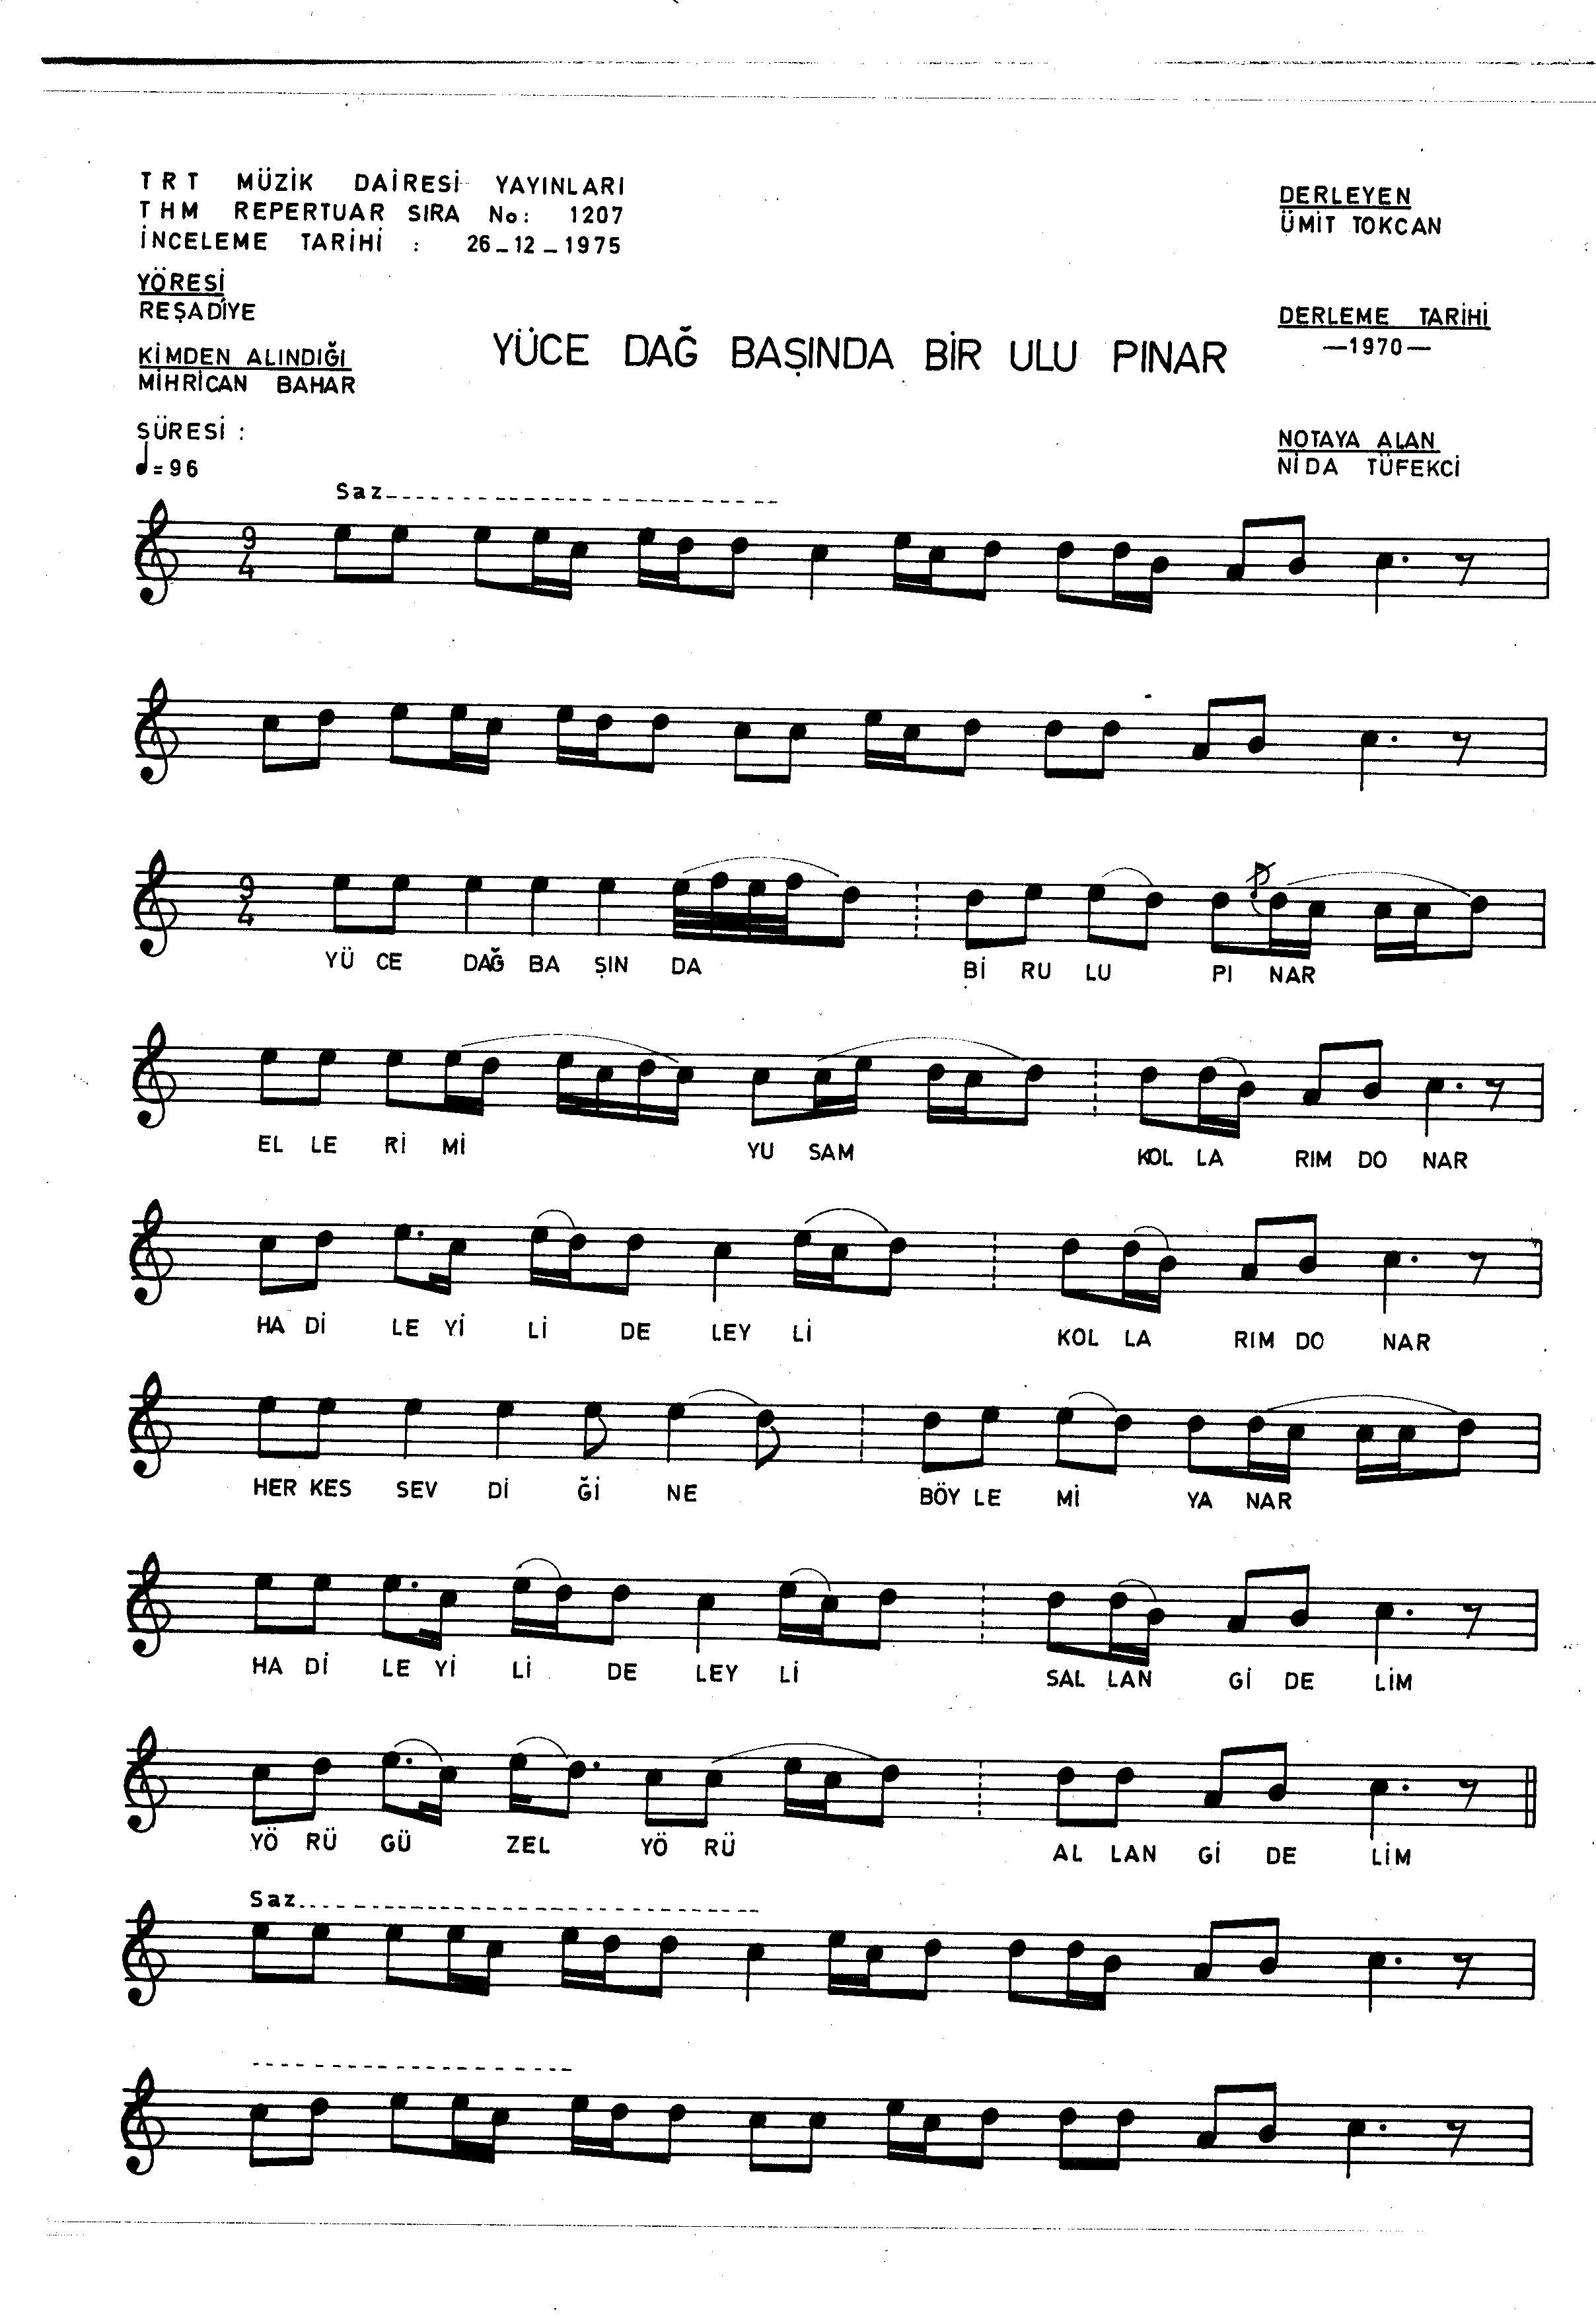 TRT MÜZİK DAİRESİ YAYINLARI
THM REPERTUAR SIRA No: 1207
İNCELEME TARİHİ : 26_12_1975
DERLEYEN
ÜMİT TOKCAN
YÖRESİ
REŞADİYE
DERLEME TARİHİ
—1970—
YÜCE DAĞ BAŞINDA BİR ULU PINAR
KİMDEN ALINDIĞI
MİHRİCAN BAHAR
SÜRESİ :
♩=96
NOTAYA ALAN
NİDA TÜFEKCİ
Saz
9
4
9
4
YÜ CE DAĞ BA ŞIN DA Bİ RU LU PI NAR
EL LE Rİ Mİ YU SAM KOL LA RIM DO NAR
HA Dİ LE Yİ Lİ DE LEY Lİ KOL LA RIM DO NAR
HER KES SEV Dİ Ğİ NE BÖY LE Mİ YA NAR
HA Dİ LE Yİ Lİ DE LEY Lİ SAL LAN Gİ DE LİM
YÖ RÜ GÜ ZEL YÖ RÜ AL LAN Gİ DE LİM
Saz